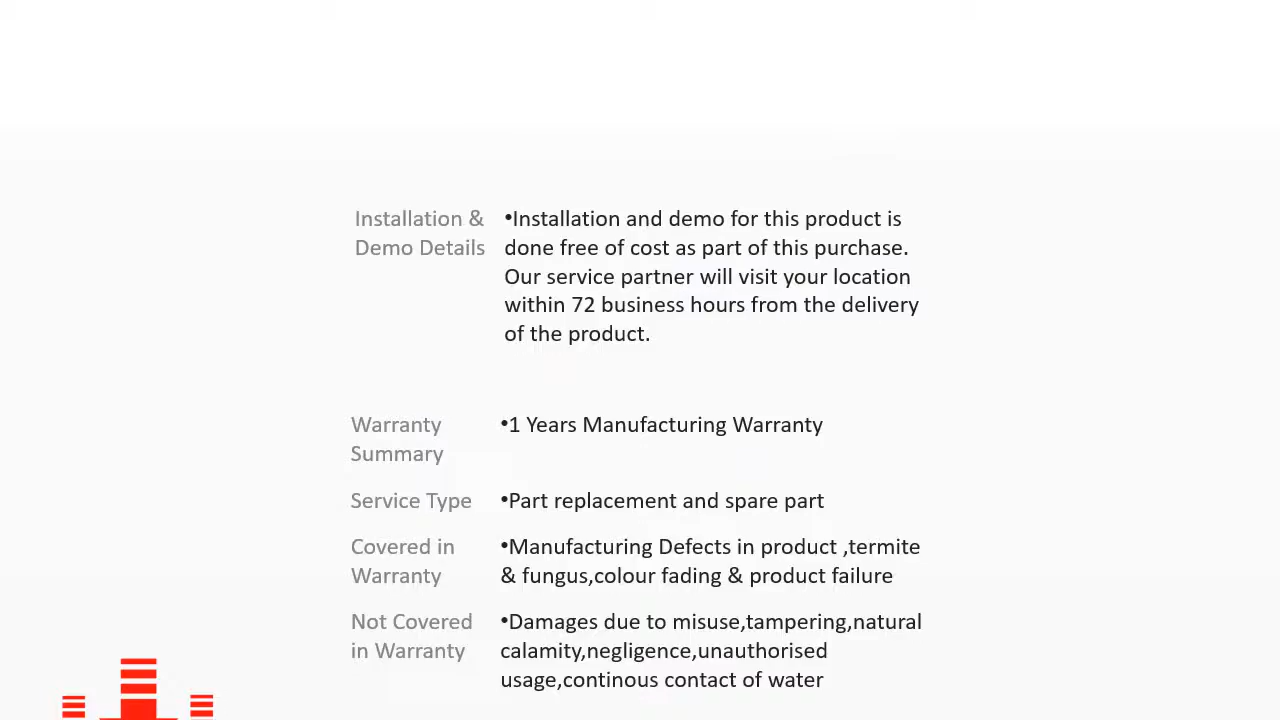 Installation & •Installation and demo for this product is
Demo Details done free of cost as part of this purchase.
Our service partner will visit your location
within 72 business hours from the delivery
of the product.
Warranty •1 Years Manufacturing Warranty
Summary
Service Type •Part replacement and spare part
Covered in •Manufacturing Defects in product ,termite
Warranty & fungus,colour fading & product failure
Not Covered •Damages due to misuse,tampering,natural
in Warranty calamity,negligence,unauthorised
usage,continous contact of water